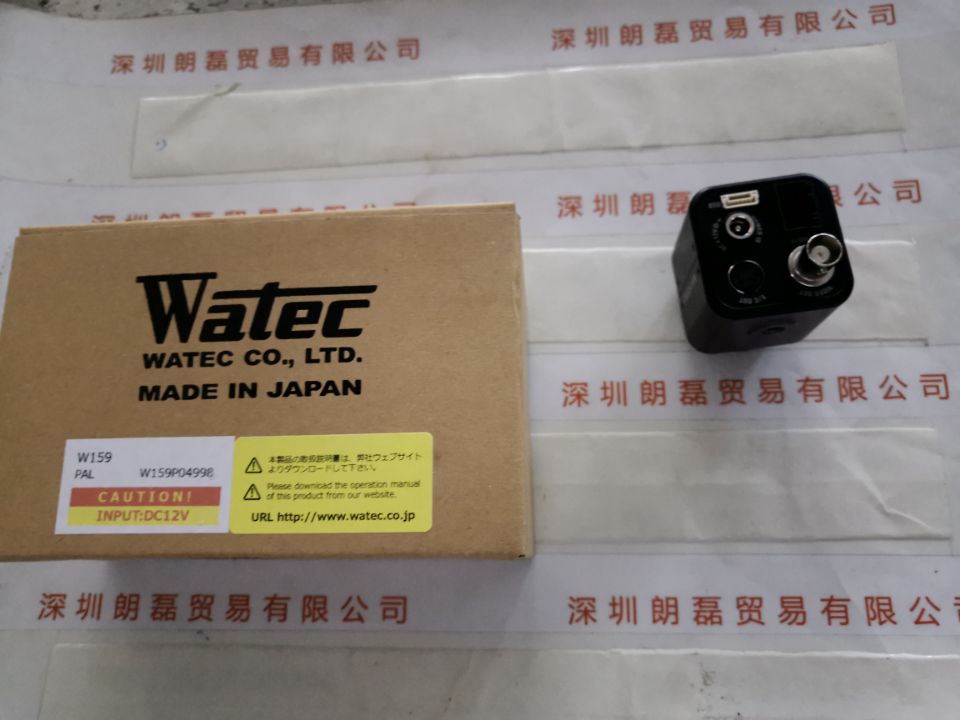 深圳朗磊贸易有限公司
深圳朗磊贸易有限公司
深圳朗磊贸易有限公司
深圳朗磊贸易有限公司
Watec
WATEC CO., LTD.
MADE IN JAPAN
深圳朗磊贸易有限公司
W159
PAL W159P04998
CAUTION!
INPUT:DC12V
本製品の取扱説明書は、弊社ウェブサイト
よりダウンロードして下さい。
Please download the operation manual
of this product from our website.
URL http://www.watec.co.jp
VIDEO OUT
深圳朗磊贸易有限公司
深圳朗磊贸易有限公